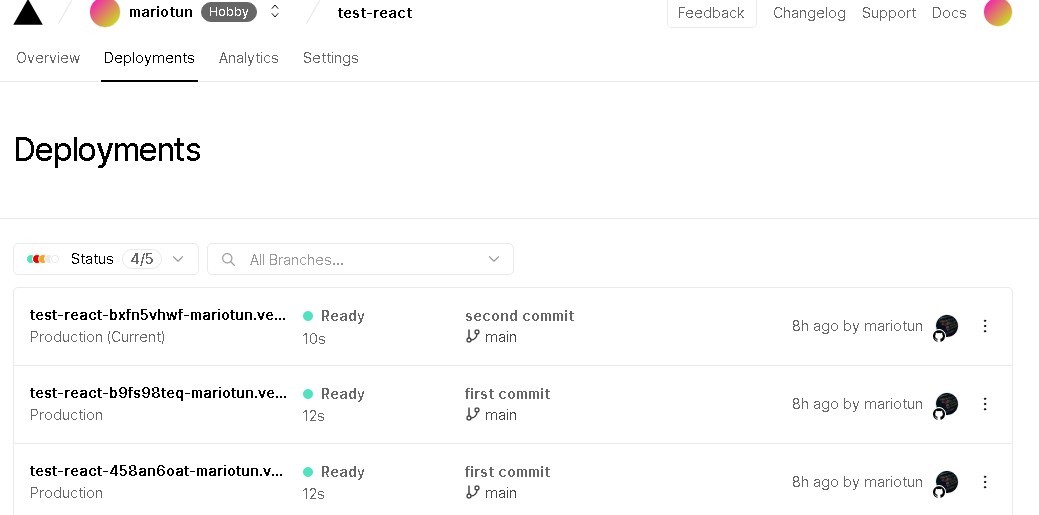 mariotun Hobby test-react Feedback Changelog Support Docs
Overview Deployments Analytics Settings
Deployments
Status 4/5 All Branches...
test-react-bxfn5vhwf-mariotun.ve... Ready second commit
Production (Current) 10s main 8h ago by mariotun
test-react-b9fs98teq-mariotun.ve... Ready first commit
Production 12s main 8h ago by mariotun
test-react-458an6oat-mariotun.v... Ready first commit
Production 12s main 8h ago by mariotun